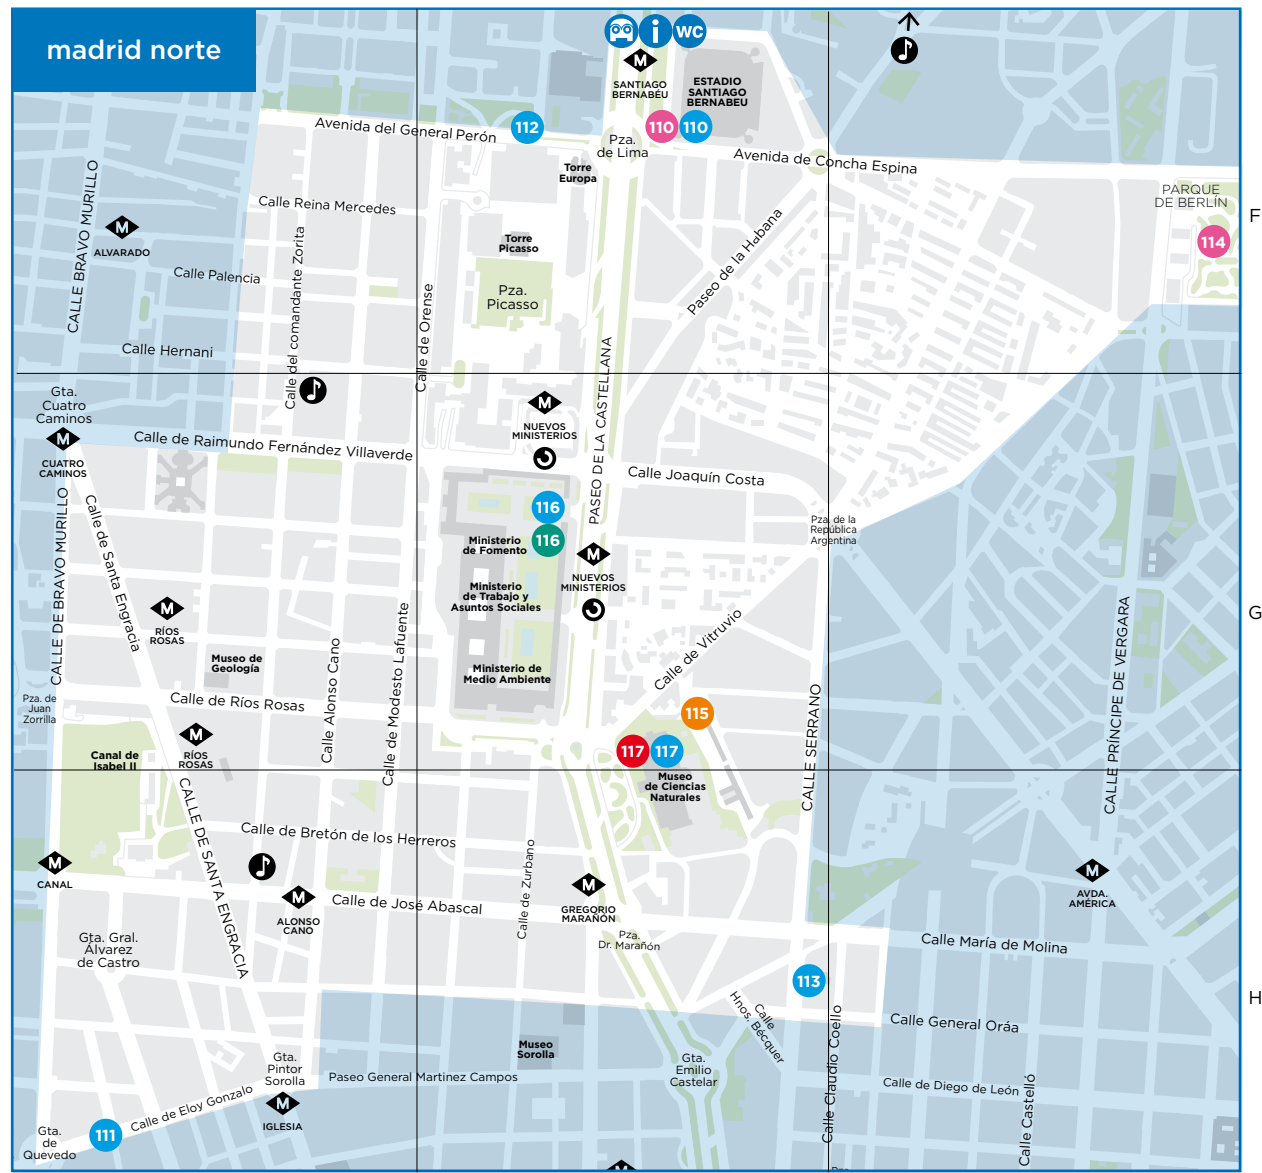 madrid norte
WC
M
SANTIAGO
BERNABÉU
ESTADIO
SANTIAGO
BERNABEU
Avenida del General Perón
112
110
110
Pza.
de Lima
Avenida de Concha Espina
Torre
Europa
PARQUE
DE BERLÍN
F
114
CALLE BRAVO MURILLO
M
ALVARADO
Calle Reina Mercedes
Calle Palencia
Calle del comandante Zorita
Torre
Picasso
Pza.
Picasso
Paseo de la Habana
Calle Hernani
Calle de Orense
PASEO DE LA CASTELLANA
Gta.
Cuatro
Caminos
M
CUATRO
CAMINOS
M
NUEVOS
MINISTERIOS
Calle de Raimundo Fernández Villaverde
Calle Joaquín Costa
116
116
Ministerio
de Fomento
Pza. de la
República
Argentina
CALLE DE BRAVO MURILLO
Calle de Santa Engracia
M
NUEVOS
MINISTERIOS
Ministerio
de Trabajo y
Asuntos Sociales
M
RÍOS
ROSAS
G
Museo de
Geología
Calle Alonso Cano
Calle de Modesto Lafuente
Ministerio de
Medio Ambiente
Calle de Vitruvio
CALLE PRÍNCIPE DE VERGARA
Pza. de
Juan
Zorrilla
Calle de Ríos Rosas
115
CALLE SERRANO
M
RÍOS
ROSAS
Canal de
Isabel II
117
117
Museo
de Ciencias
Naturales
CALLE DE SANTA ENGRACIA
Calle de Bretón de los Herreros
M
CANAL
M
ALONSO
CANO
Calle de José Abascal
Calle de Zurbano
M
GREGORIO
MARAÑÓN
M
AVDA.
AMÉRICA
Gta. Gral.
Álvarez
de Castro
Pza.
Dr. Marañón
Calle María de Molina
113
H
Calle
Hnos. Bécquer
Calle General Oráa
Museo
Sorolla
Gta.
Pintor
Sorolla
Gta.
Emilio
Castelar
Paseo General Martinez Campos
Calle Claudio Coello
Calle de Diego de León
Calle Castelló
Calle de Eloy Gonzalo
M
IGLESIA
111
Gta.
de
Quevedo